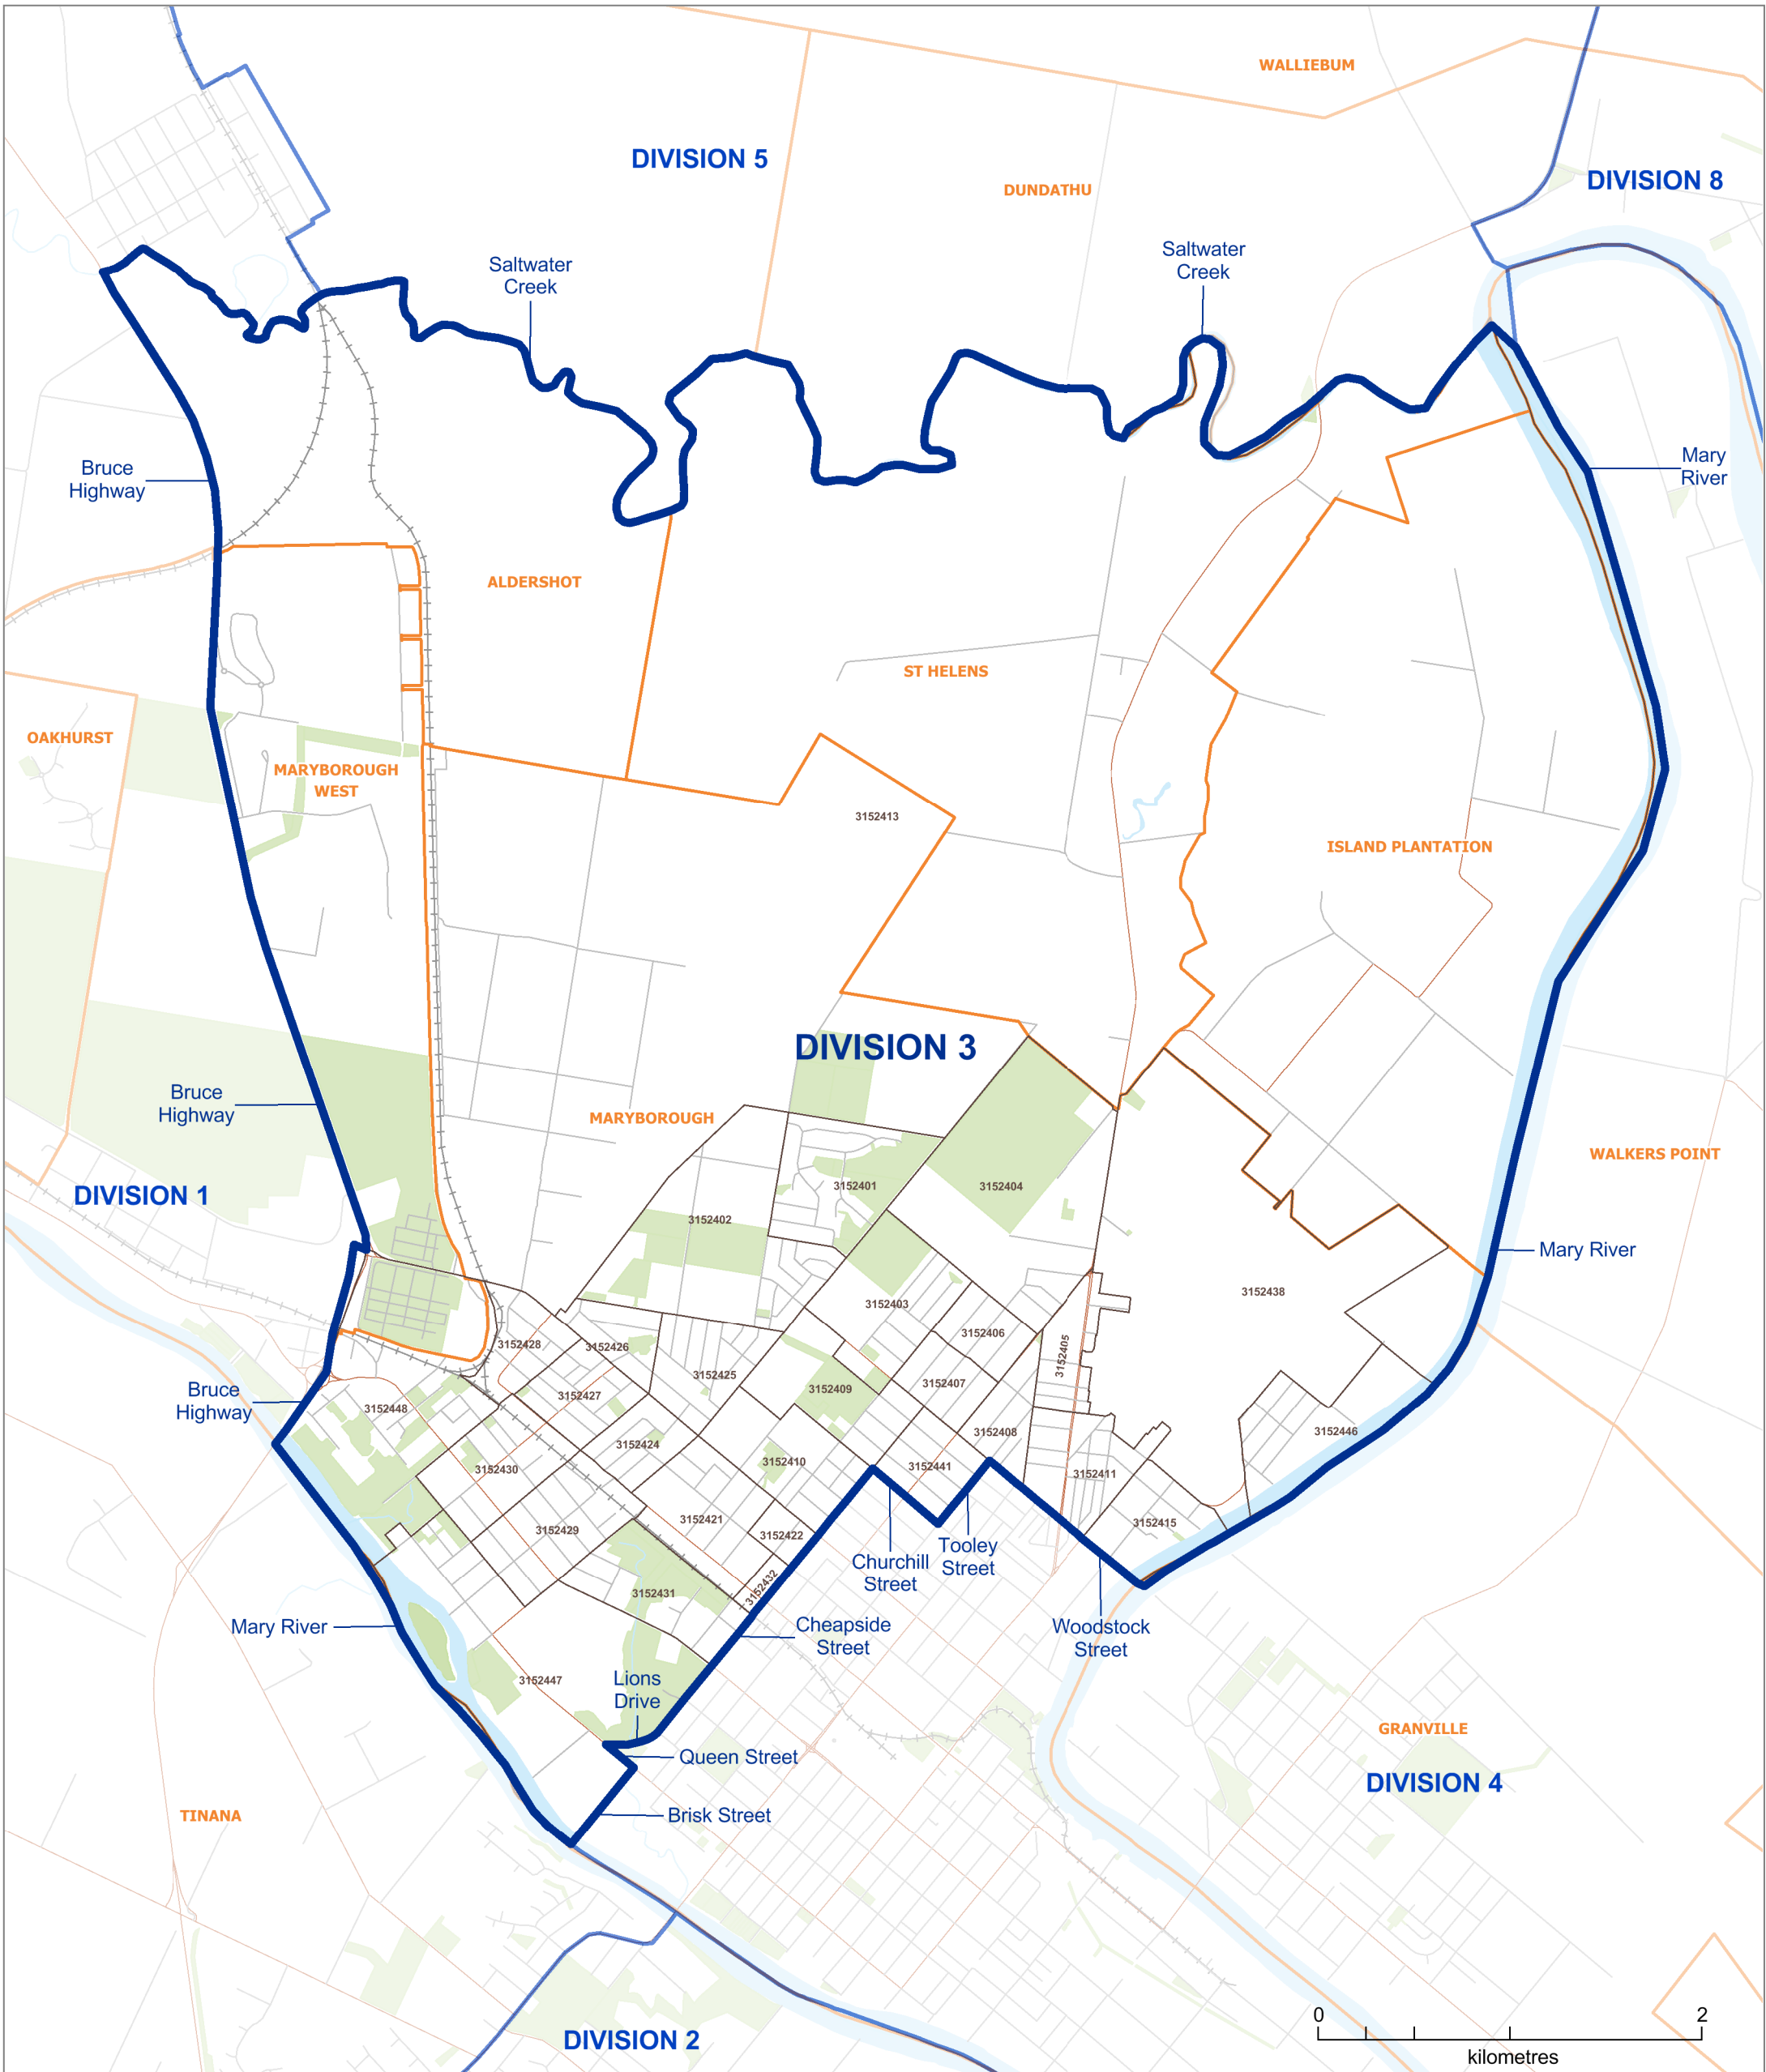 WALLIEBUM
DIVISION 5
DIVISION 8
DUNDATHU
Saltwater
Creek
Saltwater
Creek
Bruce
Highway
Mary
River
ALDERSHOT
ST HELENS
OAKHURST
MARYBOROUGH
WEST
3152413
ISLAND PLANTATION
DIVISION 3
Bruce
Highway
MARYBOROUGH
WALKERS POINT
DIVISION 1
3152401
3152404
3152402
Mary River
3152438
3152403
3152406
3152405
3152428
3152426
3152425
3152409
3152407
3152427
Bruce
Highway
3152448
3152408
3152446
3152424
3152410
3152441
3152430
3152411
3152421
3152422
3152415
3152429
Churchill
Street
Tooley
Street
3152432
3152431
Mary River
Cheapside
Street
Woodstock
Street
3152447
Lions
Drive
GRANVILLE
Queen Street
DIVISION 4
TINANA
Brisk Street
DIVISION 2
0 2
kilometres